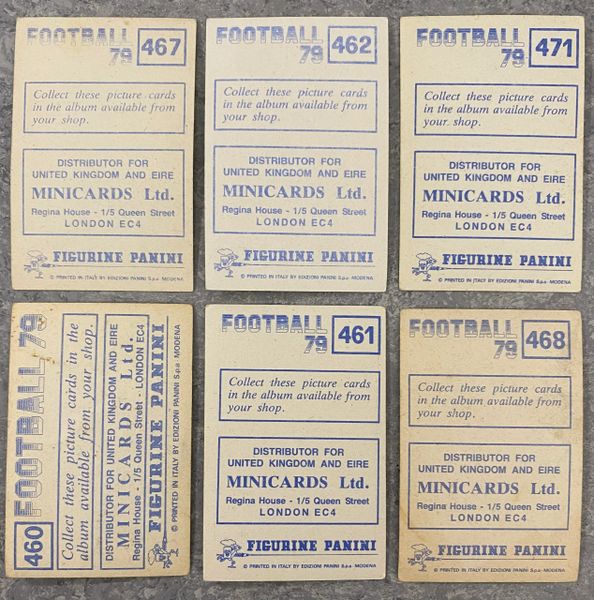 FOOTBALL
79 467
Collect these picture cards
in the album available from
your shop.
DISTRIBUTOR FOR
UNITED KINGDOM AND EIRE
MINICARDS Ltd.
Regina House - 1/5 Queen Street
LONDON EC4
FIGURINE PANINI
© PRINTED IN ITALY BY EDIZIONI PANINI S.p.a - MODENA
FOOTBALL
79 462
Collect these picture cards
in the album available from
your shop.
DISTRIBUTOR FOR
UNITED KINGDOM AND EIRE
MINICARDS Ltd.
Regina House - 1/5 Queen Street
LONDON EC4
FIGURINE PANINI
© PRINTED IN ITALY BY EDIZIONI PANINI S.p.a - MODENA
FOOTBALL
79 471
Collect these picture cards
in the album available from
your shop.
DISTRIBUTOR FOR
UNITED KINGDOM AND EIRE
MINICARDS Ltd.
Regina House - 1/5 Queen Street
LONDON EC4
FIGURINE PANINI
© PRINTED IN ITALY BY EDIZIONI PANINI S.p.a - MODENA
460 FOOTBALL 79
Collect these picture cards in the
album available from your shop.
DISTRIBUTOR FOR UNITED KINGDOM AND EIRE
MINICARDS Ltd.
Regina House - 1/5 Queen Street - LONDON EC4
FIGURINE PANINI
© PRINTED IN ITALY BY EDIZIONI PANINI S.p.a - MODENA
FOOTBALL
79 461
Collect these picture cards
in the album available from
your shop.
DISTRIBUTOR FOR
UNITED KINGDOM AND EIRE
MINICARDS Ltd.
Regina House - 1/5 Queen Street
LONDON EC4
FIGURINE PANINI
© PRINTED IN ITALY BY EDIZIONI PANINI S.p.a - MODENA
FOOTBALL
79 468
Collect these picture cards
in the album available from
your shop.
DISTRIBUTOR FOR
UNITED KINGDOM AND EIRE
MINICARDS Ltd.
Regina House - 1/5 Queen Street
LONDON EC4
FIGURINE PANINI
© PRINTED IN ITALY BY EDIZIONI PANINI S.p.a - MODENA